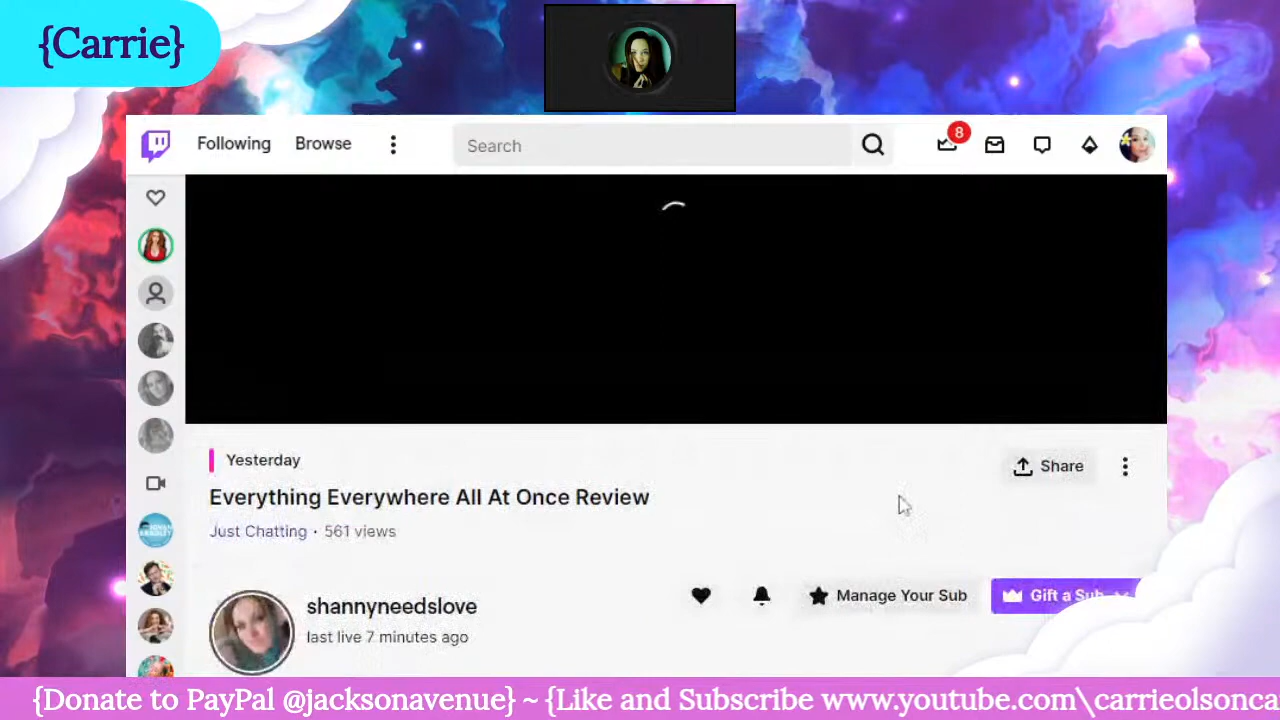 {Carrie}
Following
Browse
Search
8
Yesterday
Share
Everything Everywhere All At Once Review
Just Chatting · 561 views
shannyneedslove
last live 7 minutes ago
Manage Your Sub
Gift a Sub
{Donate to PayPal @jacksonavenue} ~ {Like and Subscribe www.youtube.com\carrieolsonca